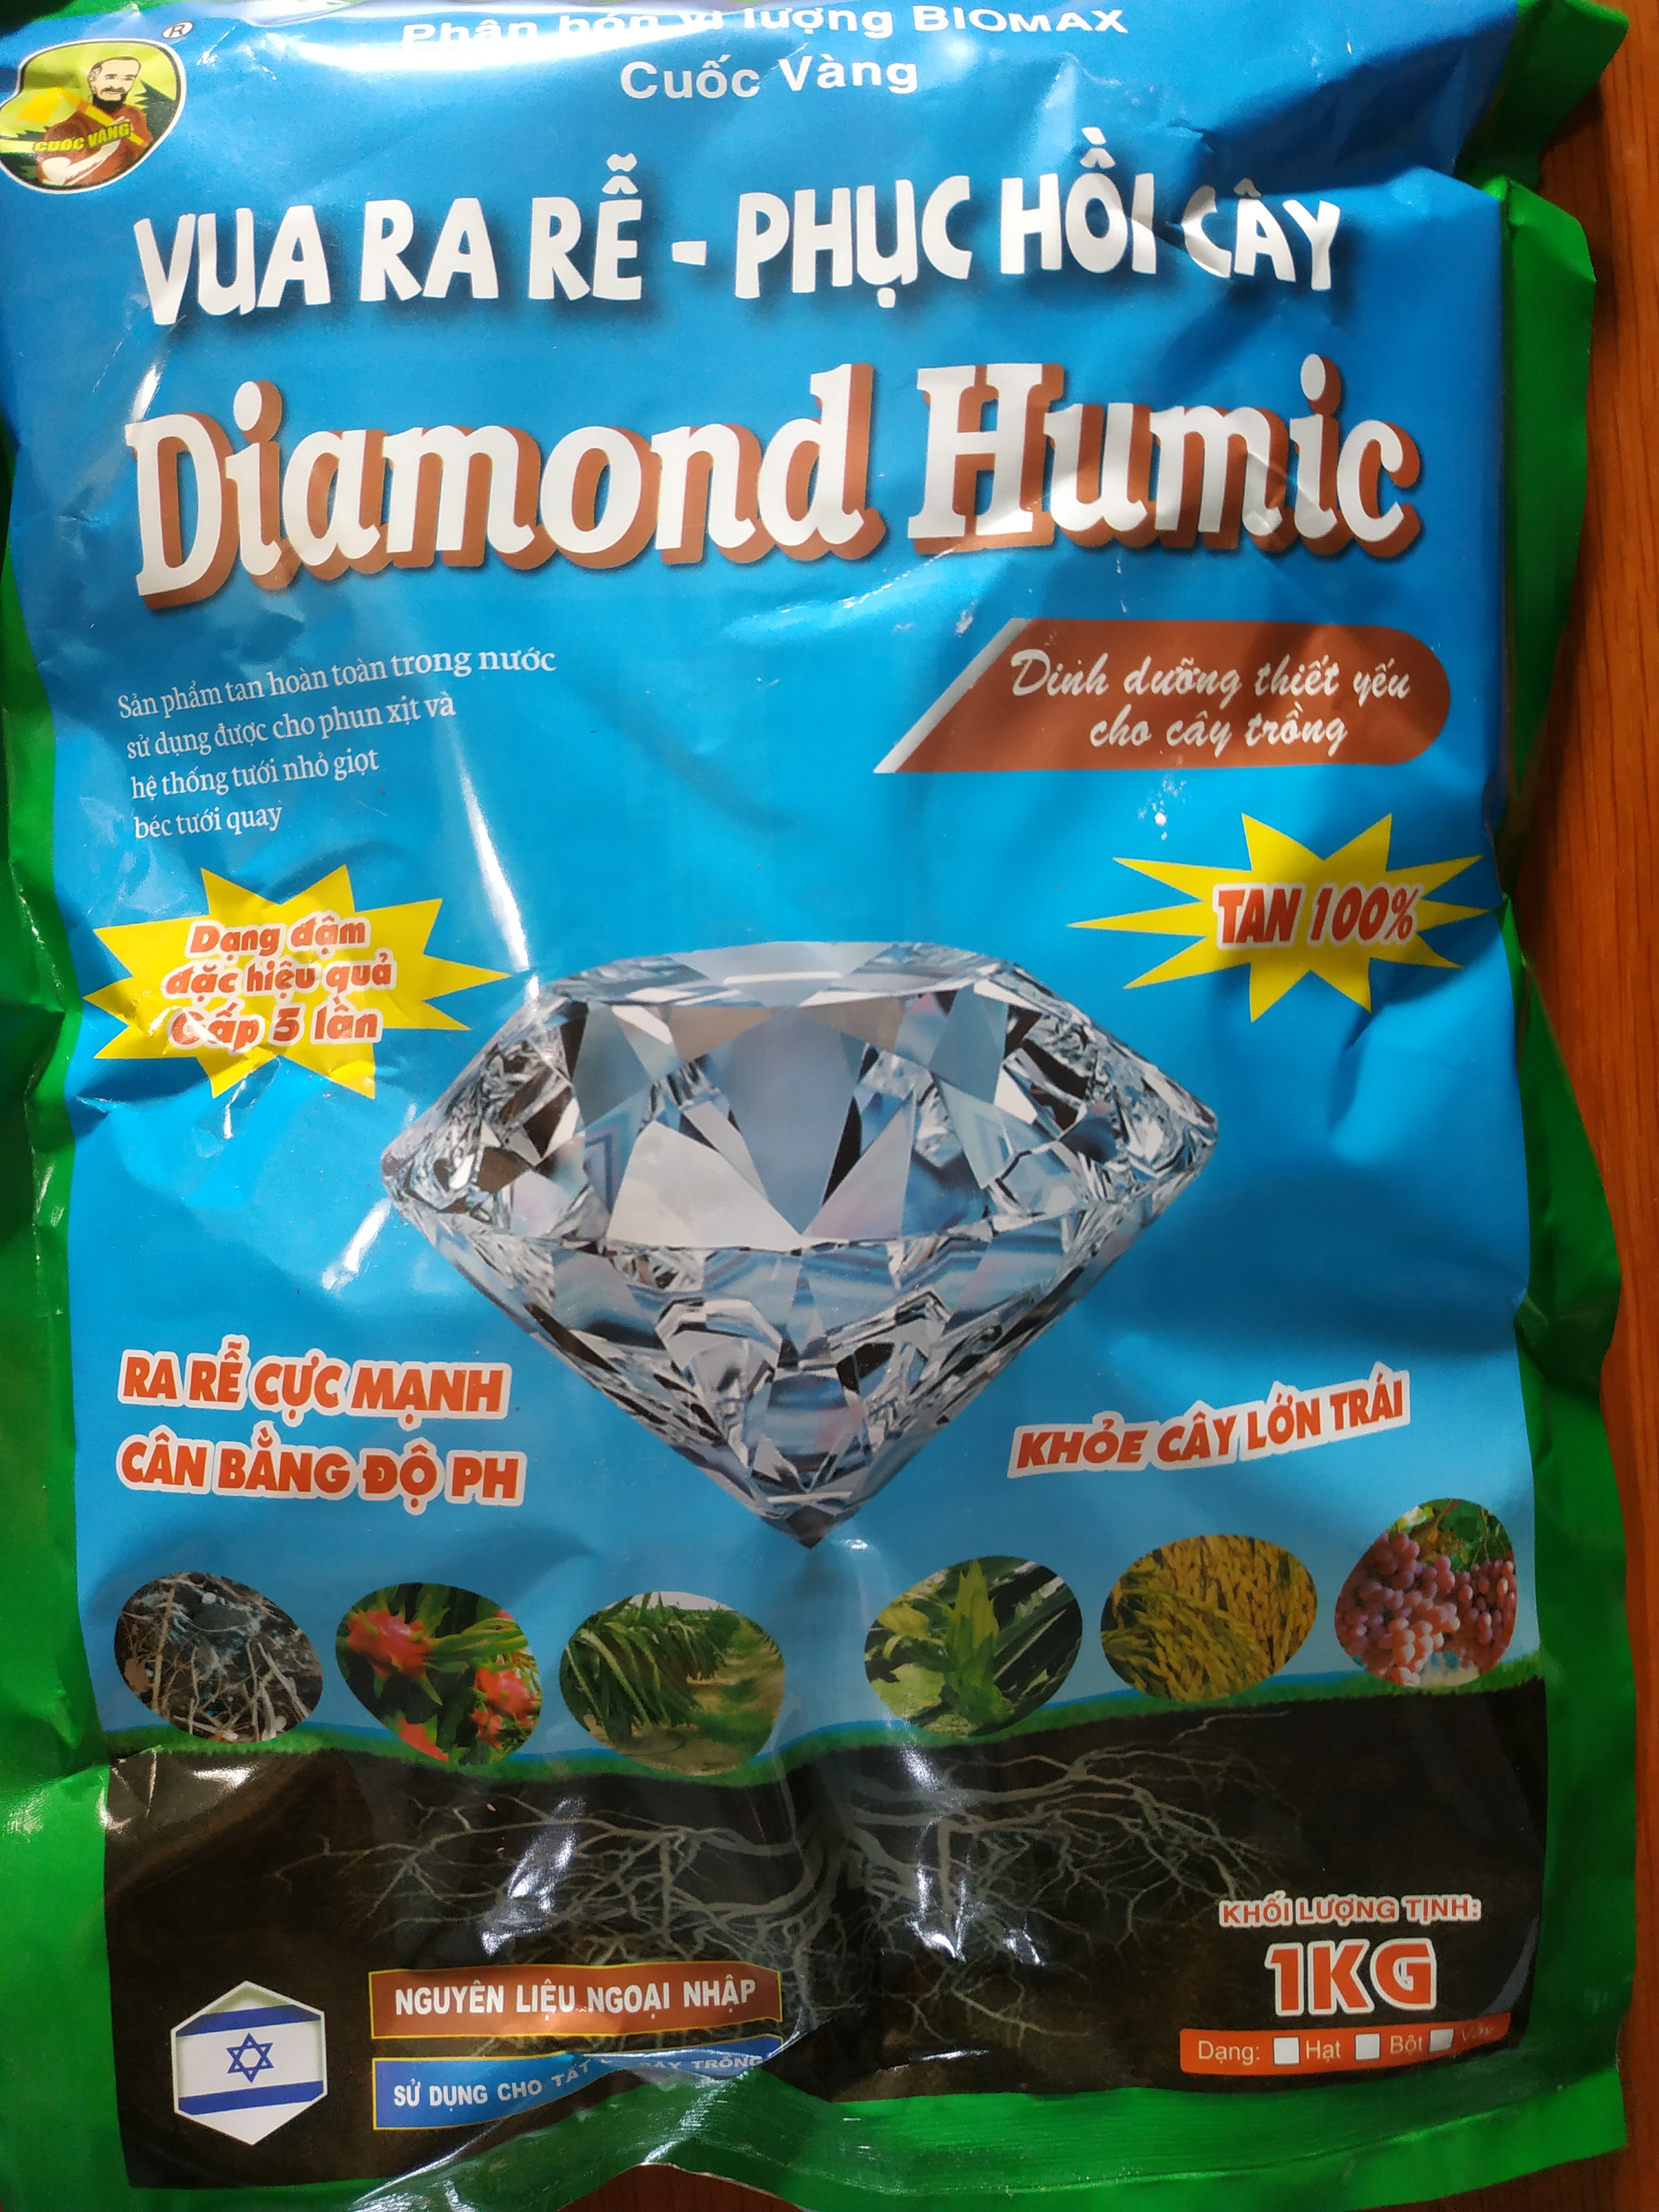 Phân bón vi lượng BIOMAX
Cuốc Vàng
®
CUỐC VÀNG
VUA RA RỄ - PHỤC HỒI CÂY
Diamond Humic
Sản phẩm tan hoàn toàn trong nước
sử dụng được cho phun xịt và
hệ thống tưới nhỏ giọt
béc tưới quay
Dinh dưỡng thiết yếu
cho cây trồng
Dạng đậm
đặc hiệu quả
Gấp 5 lần
TAN 100%
RA RỄ CỰC MẠNH
CÂN BẰNG ĐỘ PH
KHỎE CÂY LỚN TRÁI
KHỐI LƯỢNG TỊNH:
1KG
Dạng: Hạt Bột Vảy
NGUYÊN LIỆU NGOẠI NHẬP
SỬ DỤNG CHO TẤT CÂY TRỒNG